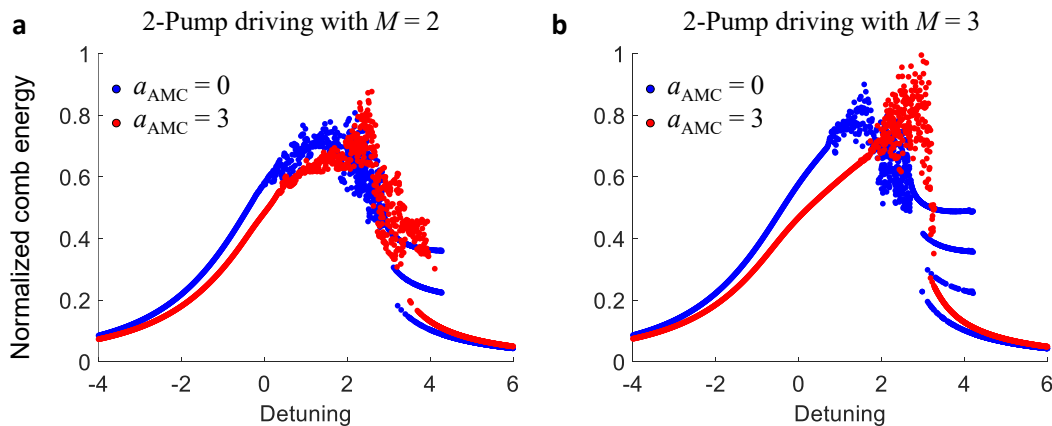 a
2-Pump driving with M = 2
Normalized comb energy
1
0.8
0.6
0.4
0.2
0
a_AMC = 0
a_AMC = 3
-4
-2
0
2
4
6
Detuning
b
2-Pump driving with M = 3
1
0.8
0.6
0.4
0.2
0
a_AMC = 0
a_AMC = 3
-4
-2
0
2
4
6
Detuning